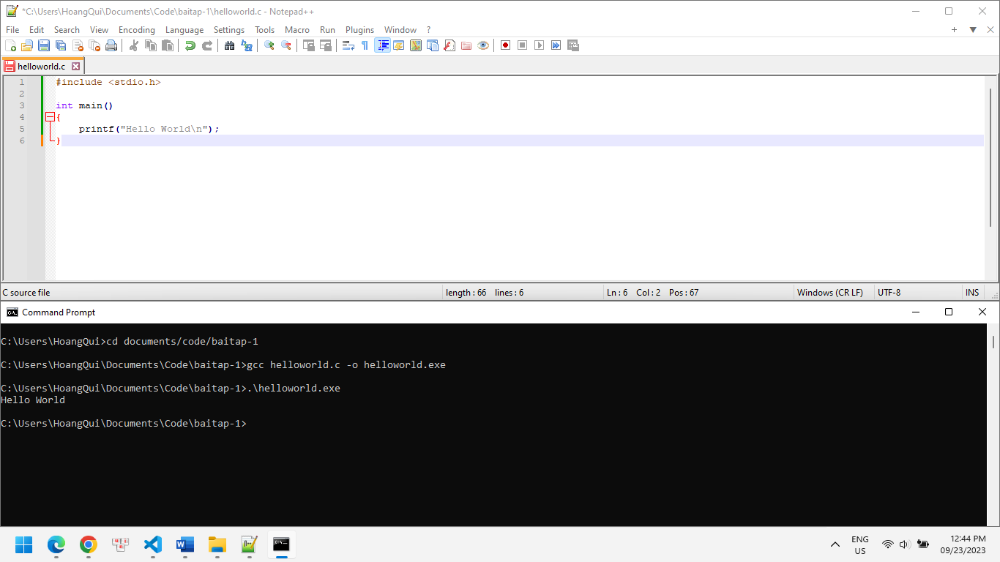 *C:\Users\HoangQui\Documents\Code\baitap-1\helloworld.c - Notepad++
File Edit Search View Encoding Language Settings Tools Macro Run Plugins Window ?
helloworld.c
1 #include <stdio.h>
2
3 int main()
4 {
5 printf("Hello World\n");
6 }
C source file length : 66 lines : 6 Ln : 6 Col : 2 Pos : 67 Windows (CR LF) UTF-8 INS
Command Prompt
C:\Users\HoangQui>cd documents/code/baitap-1
C:\Users\HoangQui\Documents\Code\baitap-1>gcc helloworld.c -o helloworld.exe
C:\Users\HoangQui\Documents\Code\baitap-1>.\helloworld.exe
Hello World
C:\Users\HoangQui\Documents\Code\baitap-1>
ENG
US
12:44 PM
09/23/2023